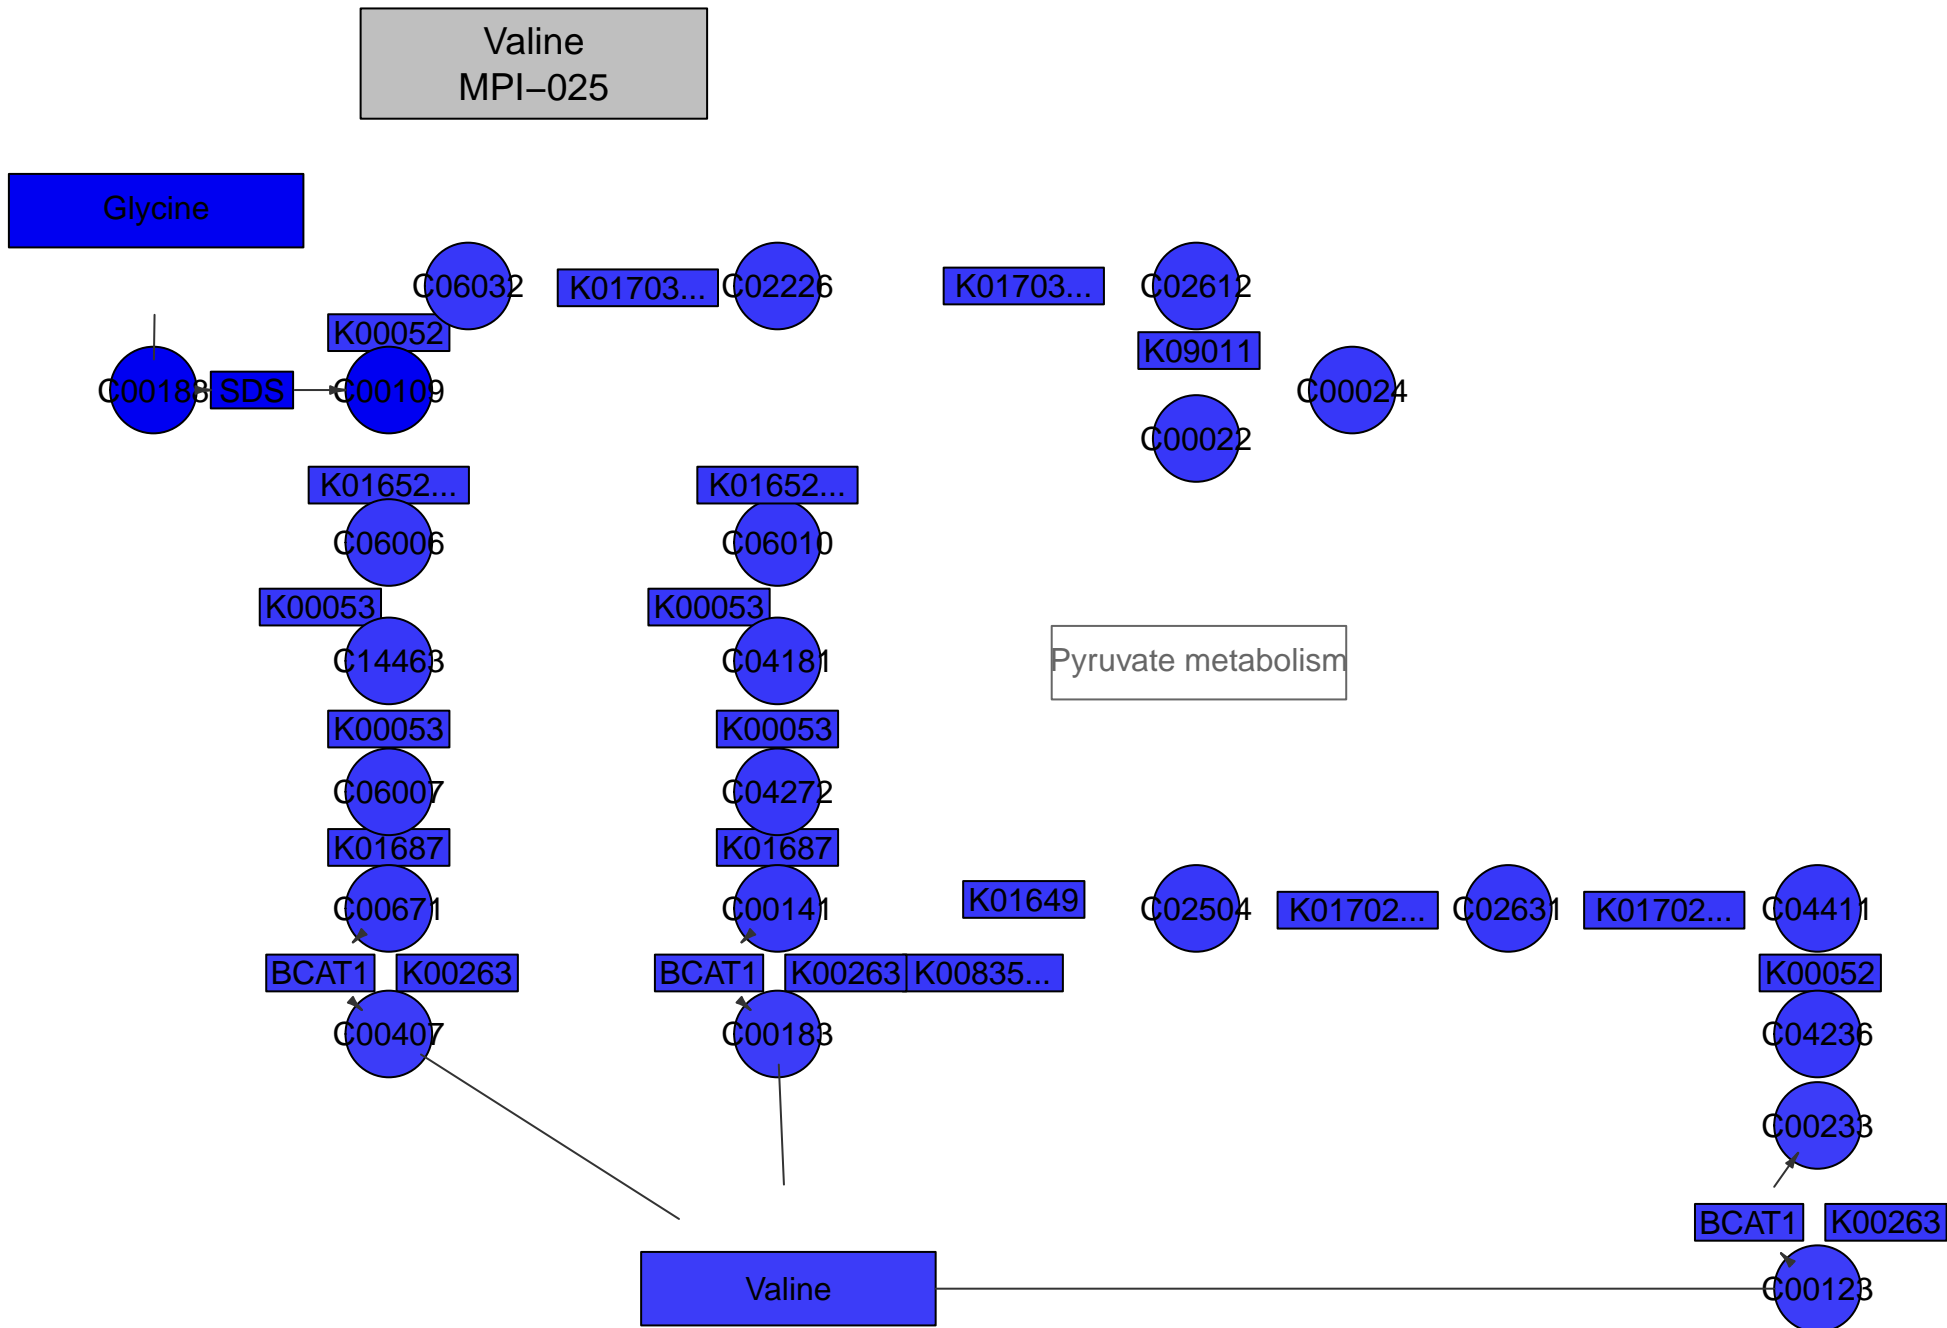 Valine
MPI−025
Glycine
C06032
K01703...
C02226
K01703...
C02612
K00052
K09011
C00188
SDS
C00109
C00024
C00022
K01652...
K01652...
C06006
C06010
K00053
K00053
C14463
C04181
Pyruvate metabolism
K00053
K00053
C06007
C04272
K01687
K01687
C00671
C00141
K01649
C02504
K01702...
C02631
K01702...
C04411
BCAT1
K00263
BCAT1
K00263
K00835...
K00052
C00407
C00183
C04236
C00233
BCAT1
K00263
Valine
C00123